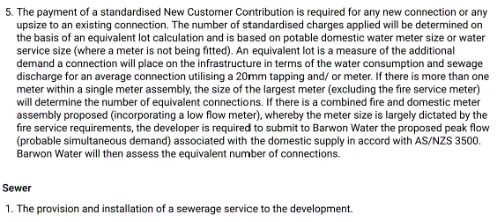 5. The payment of a standardised New Customer Contribution is required for any new connection or any
upsize to an existing connection. The number of standardised charges applied will be determined on
the basis of an equivalent lot calculation and is based on potable domestic water meter size or water
service size (where a meter is not being fitted). An equivalent lot is a measure of the additional
demand a connection will place on the infrastructure in terms of the water consumption and sewage
discharge for an average connection utilising a 20mm tapping and/ or meter. If there is more than one
meter within a single meter assembly, the size of the largest meter (excluding the fire service meter)
will determine the number of equivalent connections. If there is a combined fire and domestic meter
assembly proposed (incorporating a low flow meter), whereby the meter size is largely dictated by the
fire service requirements, the developer is required to submit to Barwon Water the proposed peak flow
(probable simultaneous demand) associated with the domestic supply in accord with AS/NZS 3500.
Barwon Water will then assess the equivalent number of connections.
Sewer
1. The provision and installation of a sewerage service to the development.